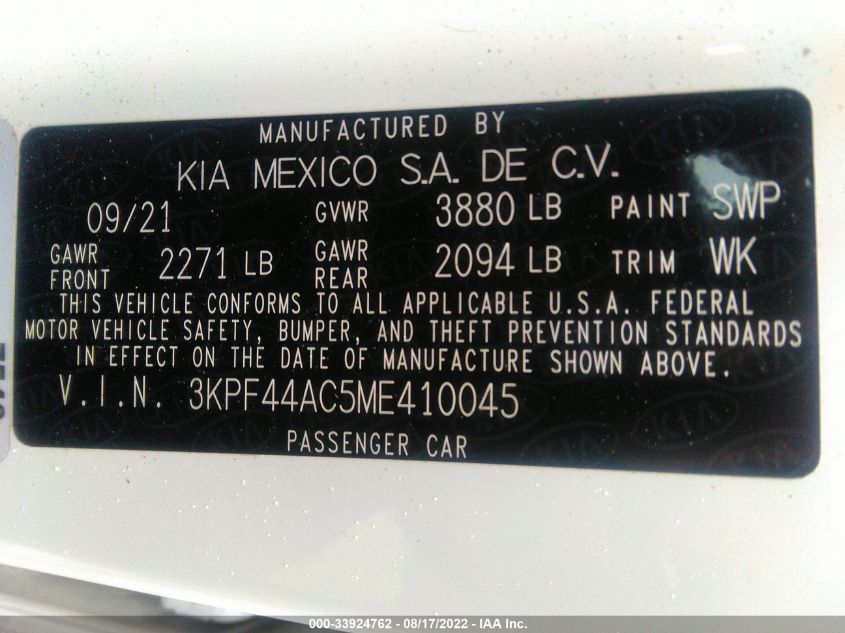 MANUFACTURED BY
KIA MEXICO S.A. DE C.V.
09/21 GVWR 3880 LB PAINT SWP
GAWR FRONT 2271 LB GAWR REAR 2094 LB TRIM WK
THIS VEHICLE CONFORMS TO ALL APPLICABLE U.S.A. FEDERAL
MOTOR VEHICLE SAFETY, BUMPER, AND THEFT PREVENTION STANDARDS
IN EFFECT ON THE DATE OF MANUFACTURE SHOWN ABOVE.
V.I.N. 3KPF44AC5ME410045
PASSENGER CAR
000-33924762 - 08/17/2022 - IAA Inc.